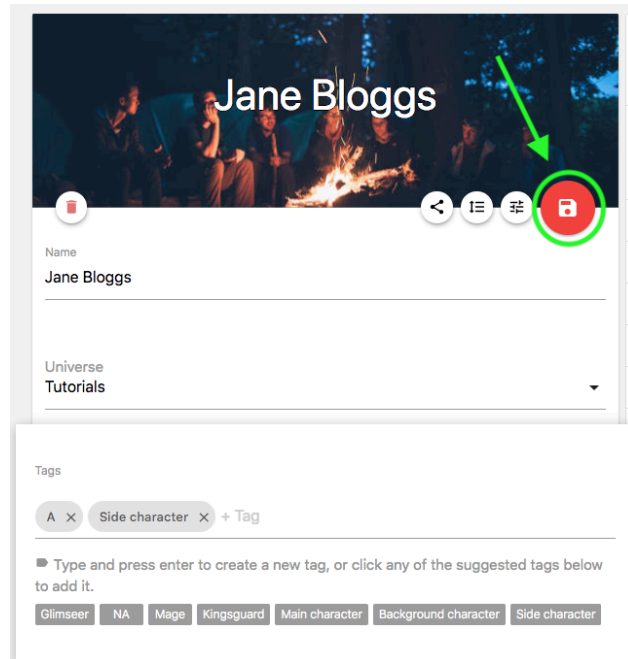 Jane Bloggs
Name
Jane Bloggs
Universe
Tutorials
Tags
A × Side character × + Tag
Type and press enter to create a new tag, or click any of the suggested tags below
to add it.
Glimseer NA Mage Kingsguard Main character Background character Side character